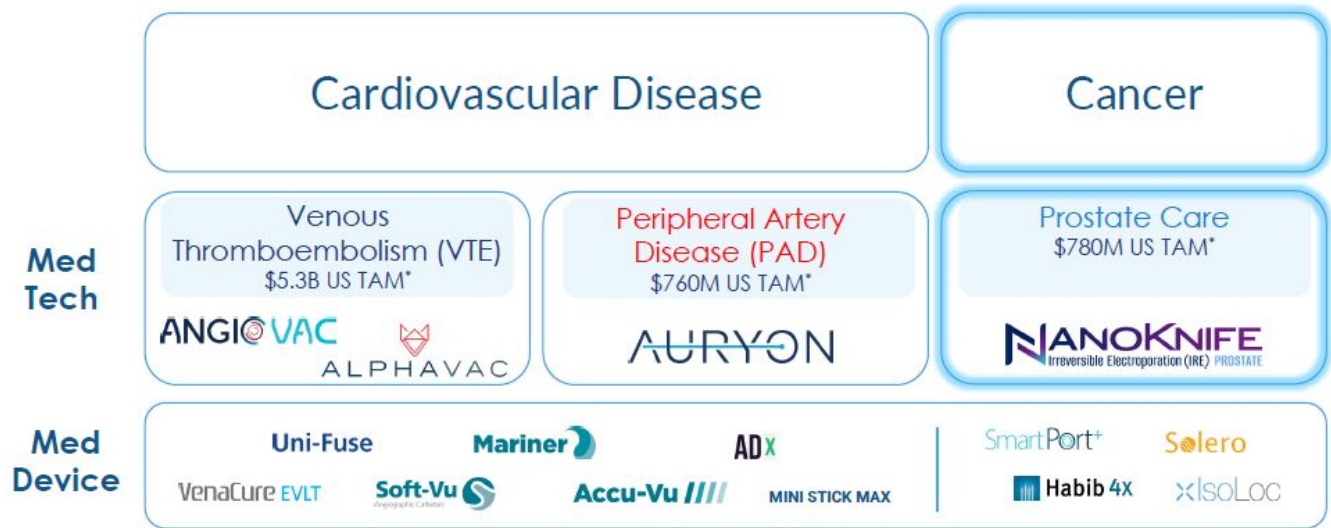 Cardiovascular Disease
Cancer
Med
Tech
Venous
Thromboembolism (VTE)
$5.3B US TAM*
ANGIOVAC
ALPHAVAC
Peripheral Artery
Disease (PAD)
$760M US TAM*
AURYON
Prostate Care
$780M US TAM*
NANOKNIFE
Irreversible Electroporation (IRE) PROSTATE
Med
Device
Uni-Fuse
Mariner
ADX
VenaCure EVLT
Soft-Vu
Angiographic Catheters
Accu-Vu
MINI STICK MAX
SmartPort+
Solero
Habib 4X
IsoLoc